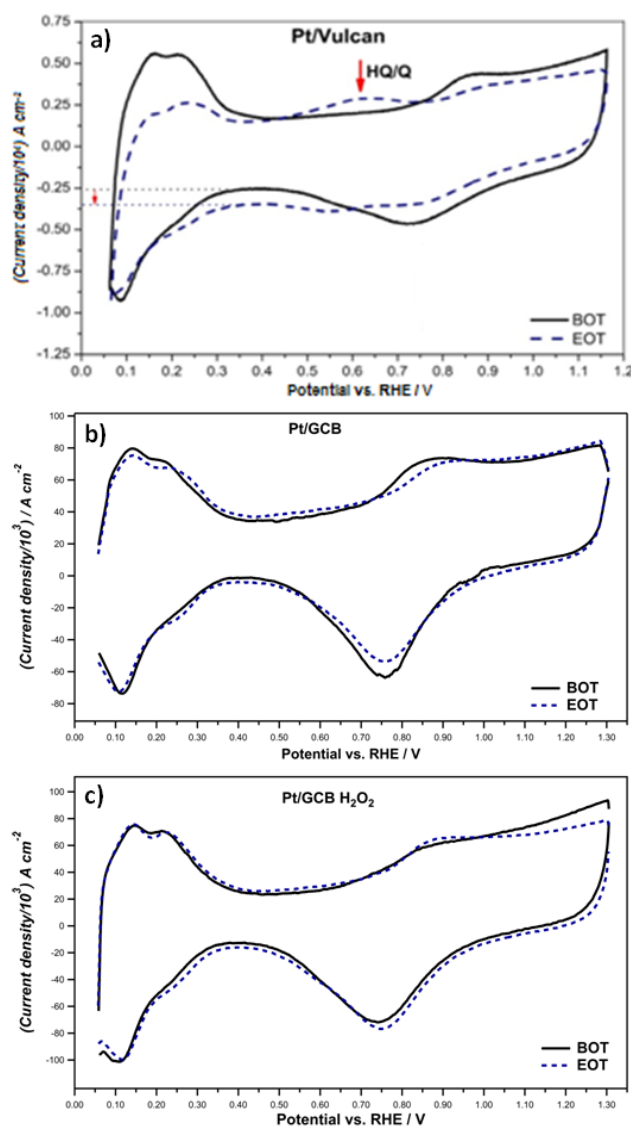 a)
Pt/Vulcan
HQ/Q
0.75
0.50
0.25
0.00
-0.25
-0.50
-0.75
-1.00
-1.25
(Current density/10⁴) A cm⁻²
BOT
EOT
0.0 0.1 0.2 0.3 0.4 0.5 0.6 0.7 0.8 0.9 1.0 1.1 1.2
Potential vs. RHE / V
b)
Pt/GCB
100
80
60
40
20
0
-20
-40
-60
-80
(Current density/10³) / A cm⁻²
BOT
EOT
0.00 0.10 0.20 0.30 0.40 0.50 0.60 0.70 0.80 0.90 1.00 1.10 1.20 1.30
Potential vs. RHE / V
c)
Pt/GCB H₂O₂
100
80
60
40
20
0
-20
-40
-60
-80
-100
(Current density/10³) A cm⁻²
BOT
EOT
0.00 0.10 0.20 0.30 0.40 0.50 0.60 0.70 0.80 0.90 1.00 1.10 1.20 1.30
Potential vs. RHE / V